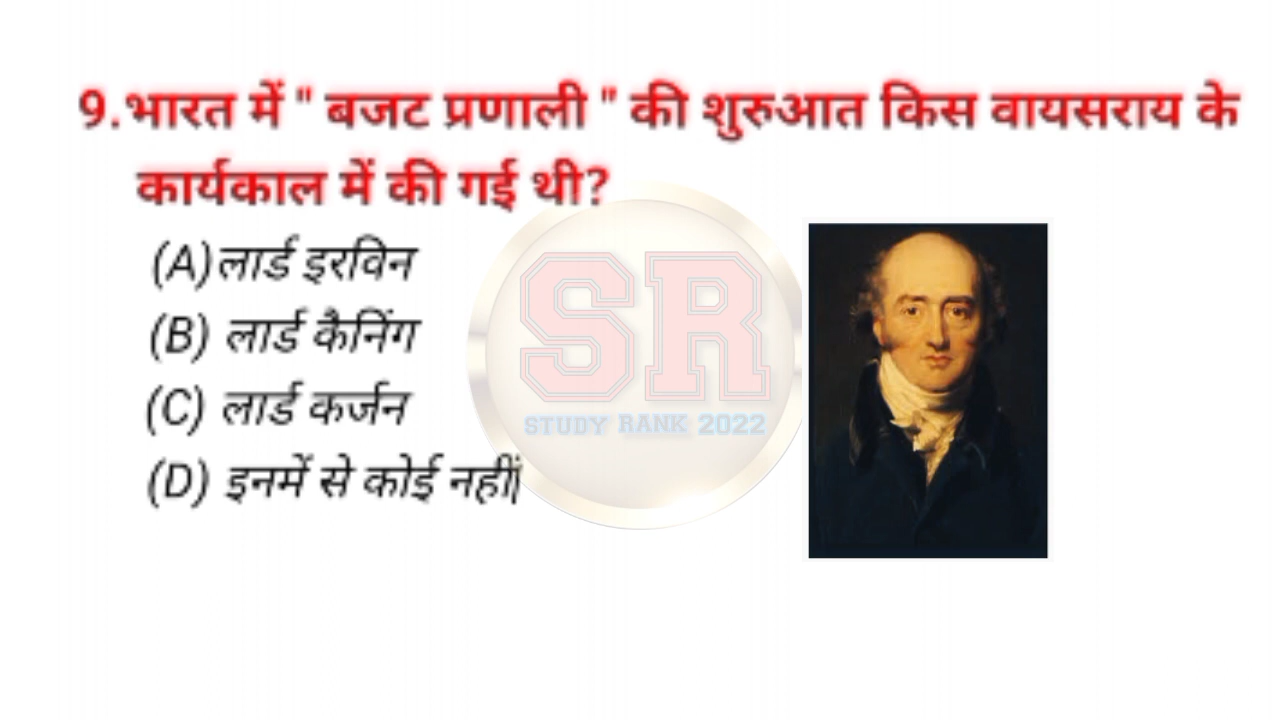 9.भारत में " बजट प्रणाली " की शुरुआत किस वायसराय के
कार्यकाल में की गई थी?
(A)लार्ड इरविन
(B) लार्ड कैनिंग
(C) लार्ड कर्जन
(D) इनमें से कोई नहीं
SR
STUDY RANK 2022